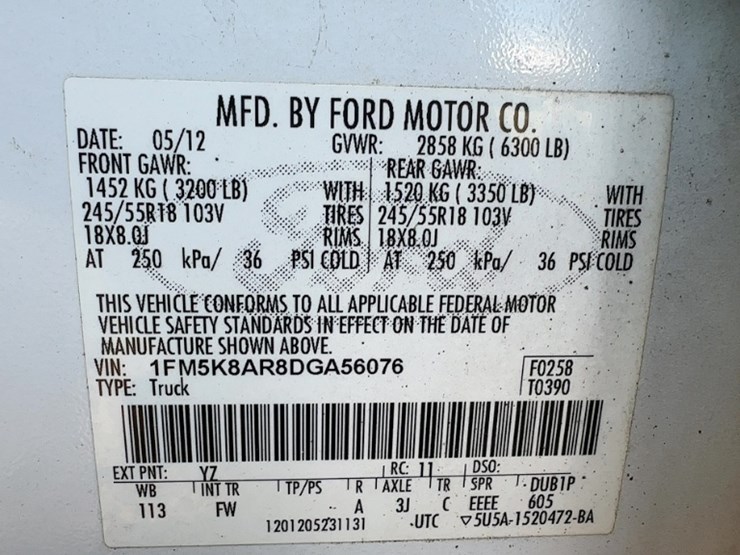 MFD. BY FORD MOTOR CO.
DATE: 05/12 GVWR: 2858 KG ( 6300 LB)
FRONT GAWR: REAR GAWR:
1452 KG ( 3200 LB) WITH 1520 KG ( 3350 LB) WITH
245/55R18 103V TIRES 245/55R18 103V TIRES
18X8.0J RIMS 18X8.0J RIMS
AT 250 kPa/ 36 PSI COLD AT 250 kPa/ 36 PSI COLD
Ford
THIS VEHICLE CONFORMS TO ALL APPLICABLE FEDERAL MOTOR
VEHICLE SAFETY STANDARDS IN EFFECT ON THE DATE OF
MANUFACTURE SHOWN ABOVE.
VIN: 1FM5K8AR8DGA56076 F0258
TYPE: Truck T0390
EXT PNT: YZ RC: 11 DSO:
WB INT TR TP/PS R AXLE TR SPR DUB1P
113 FW A 3J C EEEE 605
1201205231131 UTC ▽5U5A-1520472-BA